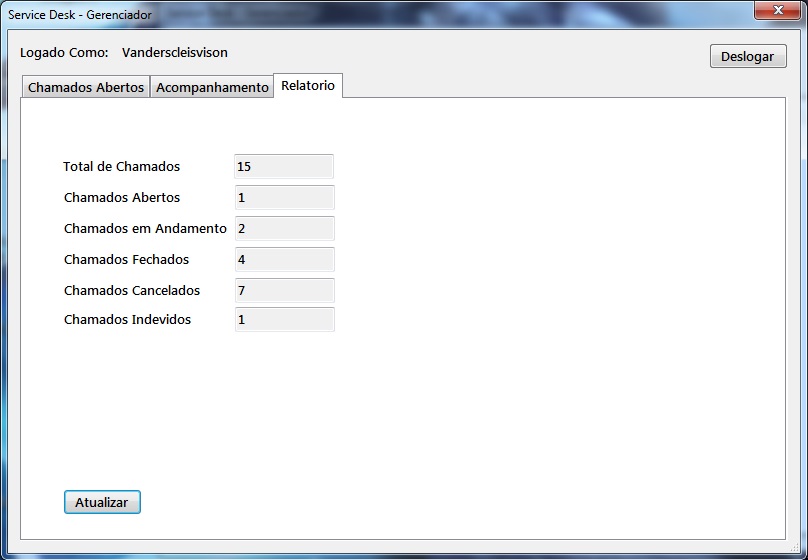 Service Desk - Gerenciador
Logado Como: Vanderscleisvison
Deslogar
Chamados Abertos Acompanhamento Relatorio
Total de Chamados 15
Chamados Abertos 1
Chamados em Andamento 2
Chamados Fechados 4
Chamados Cancelados 7
Chamados Indevidos 1
Atualizar